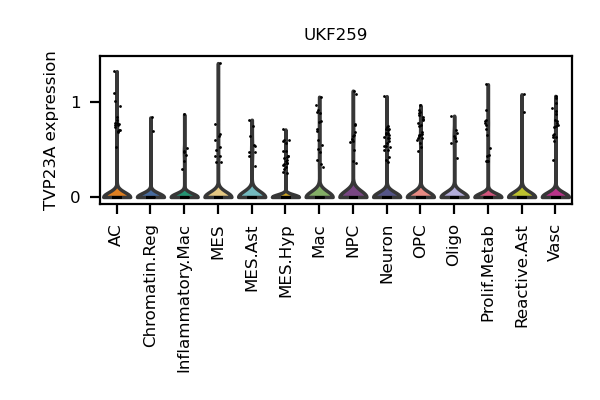 UKF259
TVP23A expression
1
0
AC
Chromatin.Reg
Inflammatory.Mac
MES
MES.Ast
MES.Hyp
Mac
NPC
Neuron
OPC
Oligo
Prolif.Metab
Reactive.Ast
Vasc